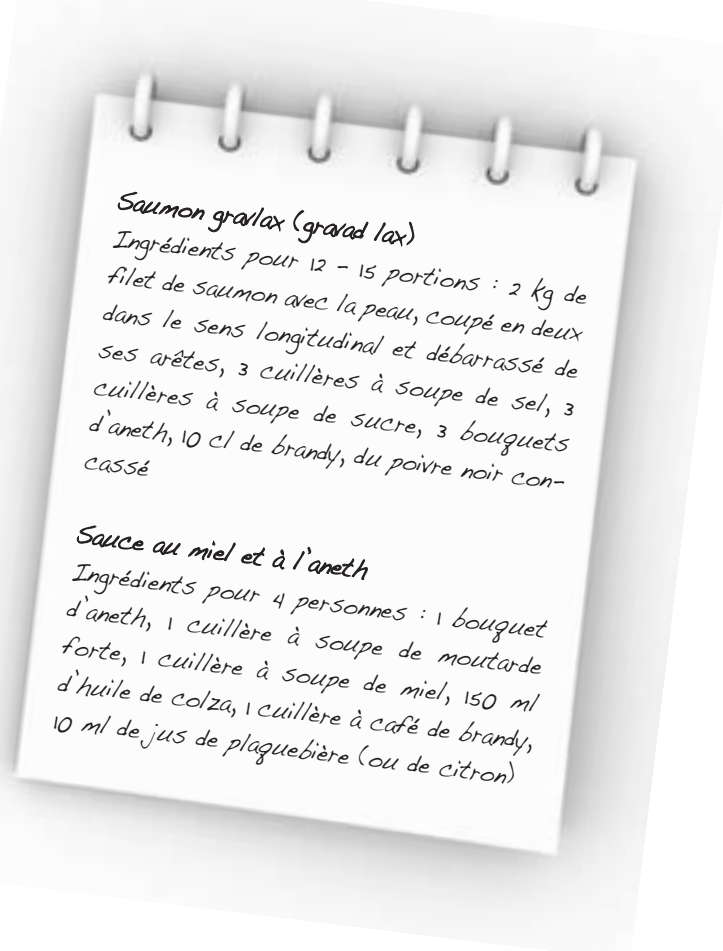 Saumon gravlax (gravad lax)
Ingrédients pour 12 - 15 portions : 2 kg de
filet de saumon avec la peau, coupé en deux
dans le sens longitudinal et débarrassé de
ses arêtes, 3 cuillères à soupe de sel, 3
cuillères à soupe de sucre, 3 bouquets
d'aneth, 10 cl de brandy, du poivre noir con-
cassé
Sauce au miel et à l'aneth
Ingrédients pour 4 personnes : 1 bouquet
d'aneth, 1 cuillère à soupe de moutarde
forte, 1 cuillère à soupe de miel, 150 ml
d'huile de colza, 1 cuillère à café de brandy,
10 ml de jus de plaquebière (ou de citron)